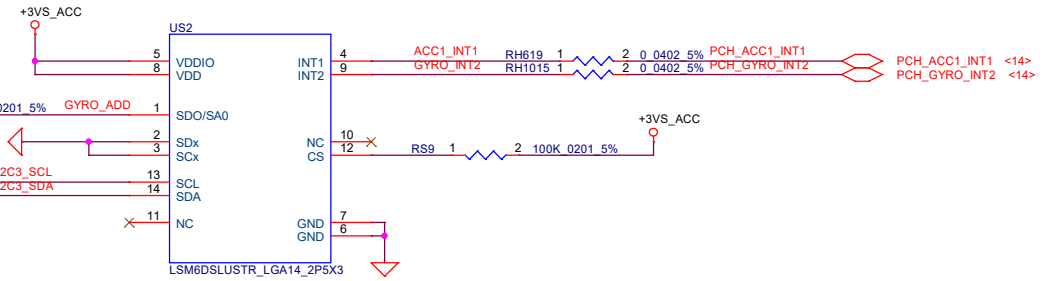 +3VS_ACC
US2
5 VDDIO INT1 4 ACC1_INT1 RH619 1 2 0_0402_5% PCH_ACC1_INT1 PCH_ACC1_INT1 <14>
8 VDD INT2 9 GYRO_INT2 RH1015 1 2 0_0402_5% PCH_GYRO_INT2 PCH_GYRO_INT2 <14>
0201_5% GYRO_ADD 1 SDO/SA0
+3VS_ACC
2 SDx NC 10
3 SCx CS 12 RS9 1 2 100K_0201_5%
2C3_SCL 13 SCL
2C3_SDA 14 SDA
11 NC GND 7
GND 6
LSM6DSLUSTR_LGA14_2P5X3